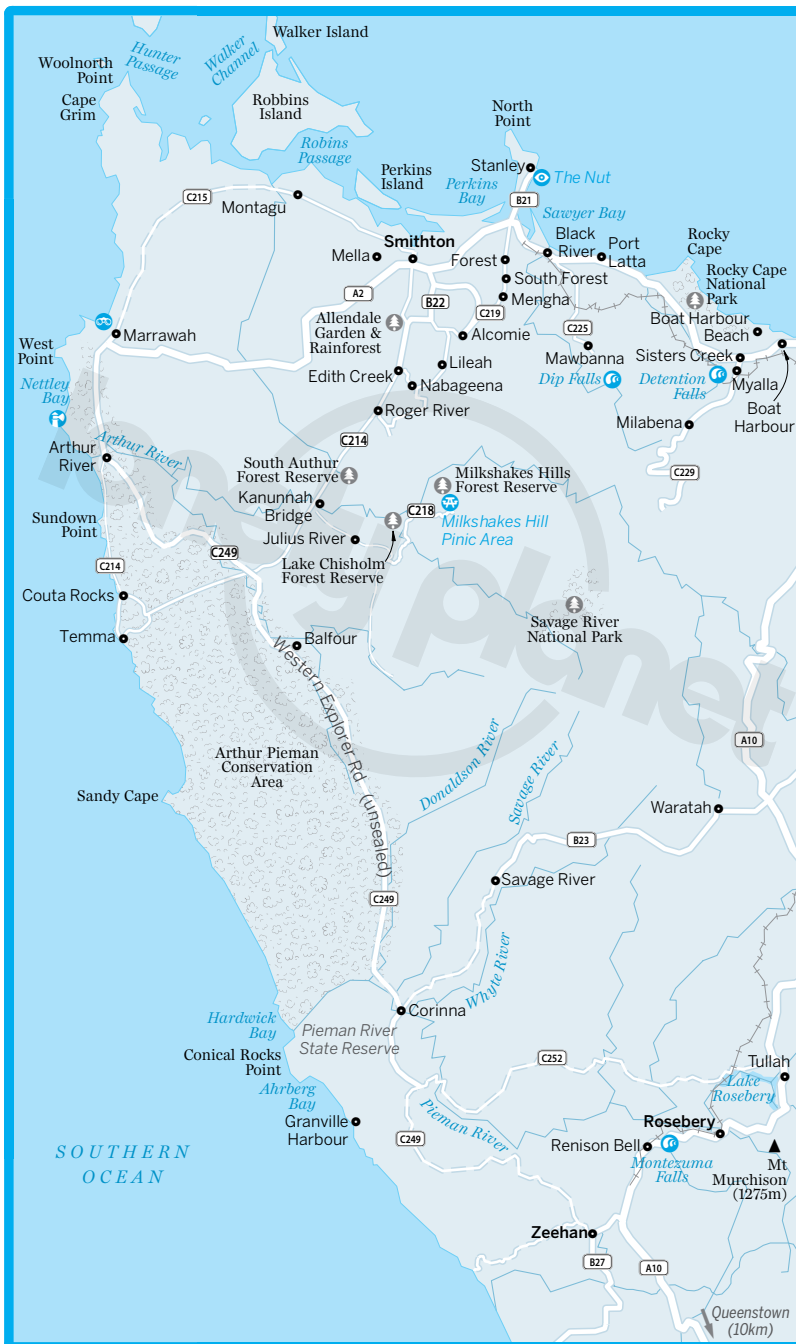 Walker Island
Hunter
Passage
Walker
Channel
Woolnorth
Point
Cape
Grim
Robbins
Island
North
Point
Robins
Passage
Stanley
The Nut
Perkins
Island
Perkins
Bay
C215
Montagu
B21
Sawyer Bay
Smithton
Mella
Forest
Black
River
Port
Latta
Rocky
Cape
Rocky Cape
National
Park
South Forest
A2
B22
Mengha
C219
Allendale
Garden &
Rainforest
Alcomie
C225
Boat Harbour
Beach
Marrawah
West
Point
Mawbanna
Sisters Creek
Lileah
Edith Creek
Nabageena
Dip Falls
Detention
Falls
Myalla
Nettley
Bay
Roger River
Boat
Harbour
Milabena
C214
Arthur River
Arthur
River
South Authur
Forest Reserve
Milkshakes Hills
Forest Reserve
C229
Kanunnah
Bridge
C218
Milkshakes Hill
Pinic Area
Sundown
Point
Julius River
C249
Lake Chisholm
Forest Reserve
C214
Couta Rocks
Savage River
National Park
Temma
Balfour
lonely planet
Western Explorer Rd (unsealed)
A10
Arthur Pieman
Conservation
Area
Donaldson River
Savage River
Sandy Cape
Waratah
B23
Savage River
C249
Whyte River
Corinna
Hardwick
Bay
Pieman River
State Reserve
Conical Rocks
Point
C252
Tullah
Lake
Rosebery
Ahrberg
Bay
Pieman River
Granville
Harbour
Rosebery
C249
Renison Bell
SOUTHERN
OCEAN
Montezuma
Falls
Mt
Murchison
(1275m)
Zeehan
B27
A10
Queenstown
(10km)